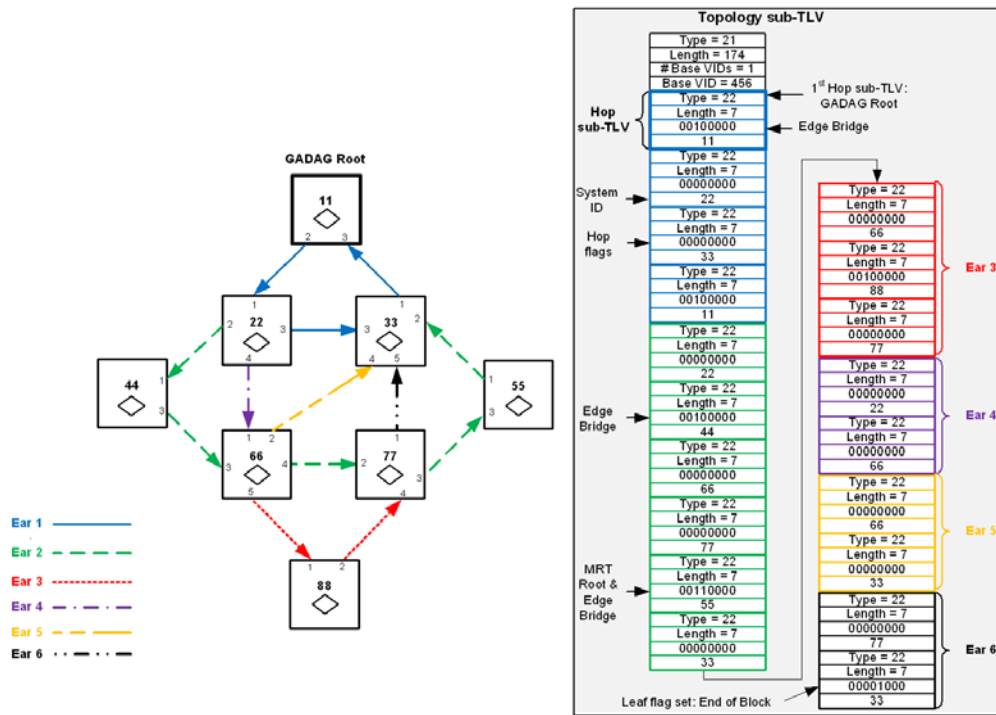 GADAG Root
11
2 3
1
2 22 3
4
1
33 2
3
4 5
44 1
3
1 55
3
1 2
66
3 4
5
1
77
2 3
4
1 2
88
Ear 1
Ear 2
Ear 3
Ear 4
Ear 5
Ear 6
Topology sub-TLV
Type = 21
Length = 174
# Base VIDs = 1
Base VID = 456
Hop
sub-TLV
Type = 22
Length = 7
00100000
11
1st Hop sub-TLV:
GADAG Root
Edge Bridge
System
ID
Type = 22
Length = 7
00000000
22
Hop
flags
Type = 22
Length = 7
00000000
33
Type = 22
Length = 7
00100000
11
Type = 22
Length = 7
00000000
22
Edge
Bridge
Type = 22
Length = 7
00100000
44
Type = 22
Length = 7
00000000
66
Type = 22
Length = 7
00000000
77
MRT
Root &
Edge
Bridge
Type = 22
Length = 7
00110000
55
Type = 22
Length = 7
00000000
33
Type = 22
Length = 7
00000000
66
Type = 22
Length = 7
00100000
88
Type = 22
Length = 7
00000000
77
Ear 3
Type = 22
Length = 7
00000000
22
Type = 22
Length = 7
00000000
66
Ear 4
Type = 22
Length = 7
00000000
66
Type = 22
Length = 7
00000000
33
Ear 5
Type = 22
Length = 7
00000000
77
Type = 22
Length = 7
00001000
33
Ear 6
Leaf flag set: End of Block